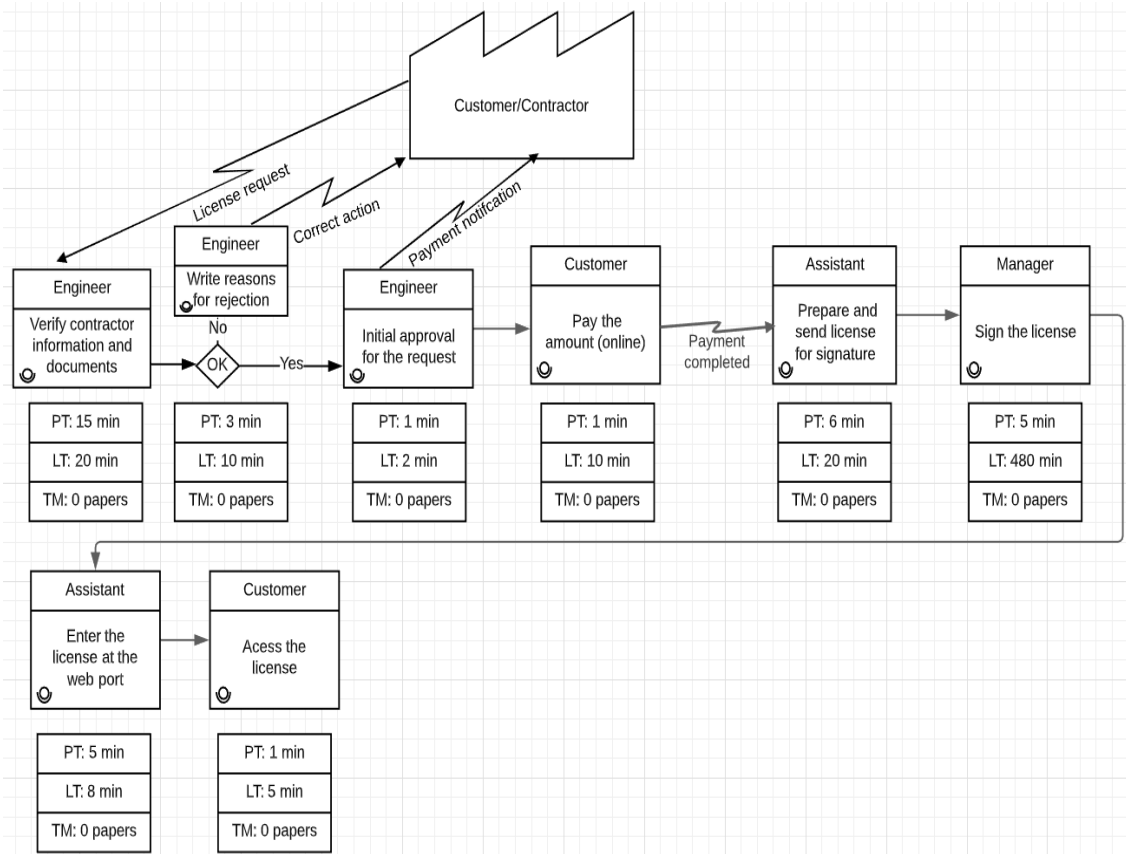 Customer/Contractor
License request
Correct action
Payment notifcation
Engineer
Verify contractor
information and
documents
Engineer
Write reasons
for rejection
No
OK
Yes
Engineer
Initial approval
for the request
Customer
Pay the
amount (online)
Payment
completed
Assistant
Prepare and
send license
for signature
Manager
Sign the license
PT: 15 min
LT: 20 min
TM: 0 papers
PT: 3 min
LT: 10 min
TM: 0 papers
PT: 1 min
LT: 2 min
TM: 0 papers
PT: 1 min
LT: 10 min
TM: 0 papers
PT: 6 min
LT: 20 min
TM: 0 papers
PT: 5 min
LT: 480 min
TM: 0 papers
Assistant
Enter the
license at the
web port
Customer
Acess the
license
PT: 5 min
LT: 8 min
TM: 0 papers
PT: 1 min
LT: 5 min
TM: 0 papers